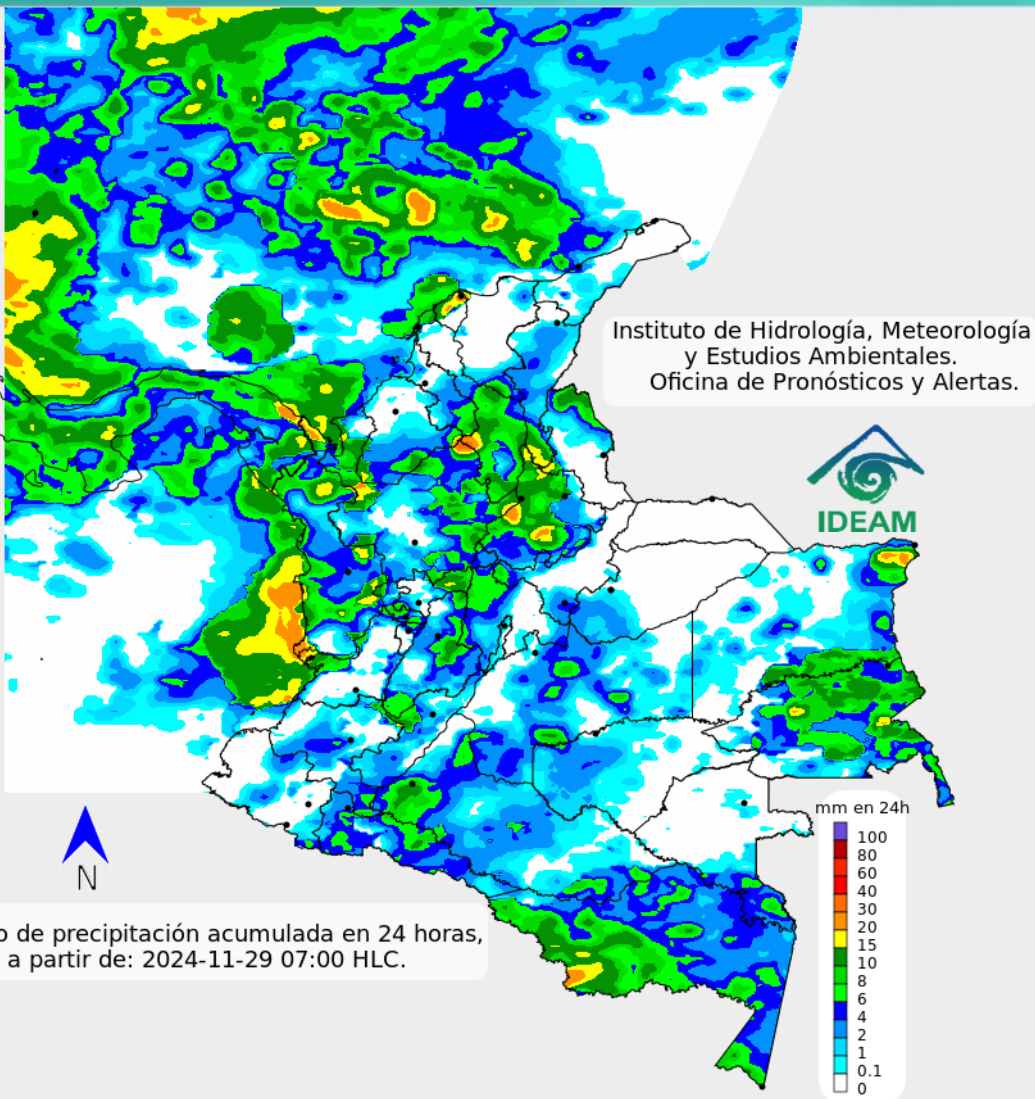 Instituto de Hidrología, Meteorología
y Estudios Ambientales.
Oficina de Pronósticos y Alertas.
IDEAM
mm en 24h
100
80
60
40
30
20
15
10
8
6
4
2
1
0.1
0
N
o de precipitación acumulada en 24 horas,
a partir de: 2024-11-29 07:00 HLC.